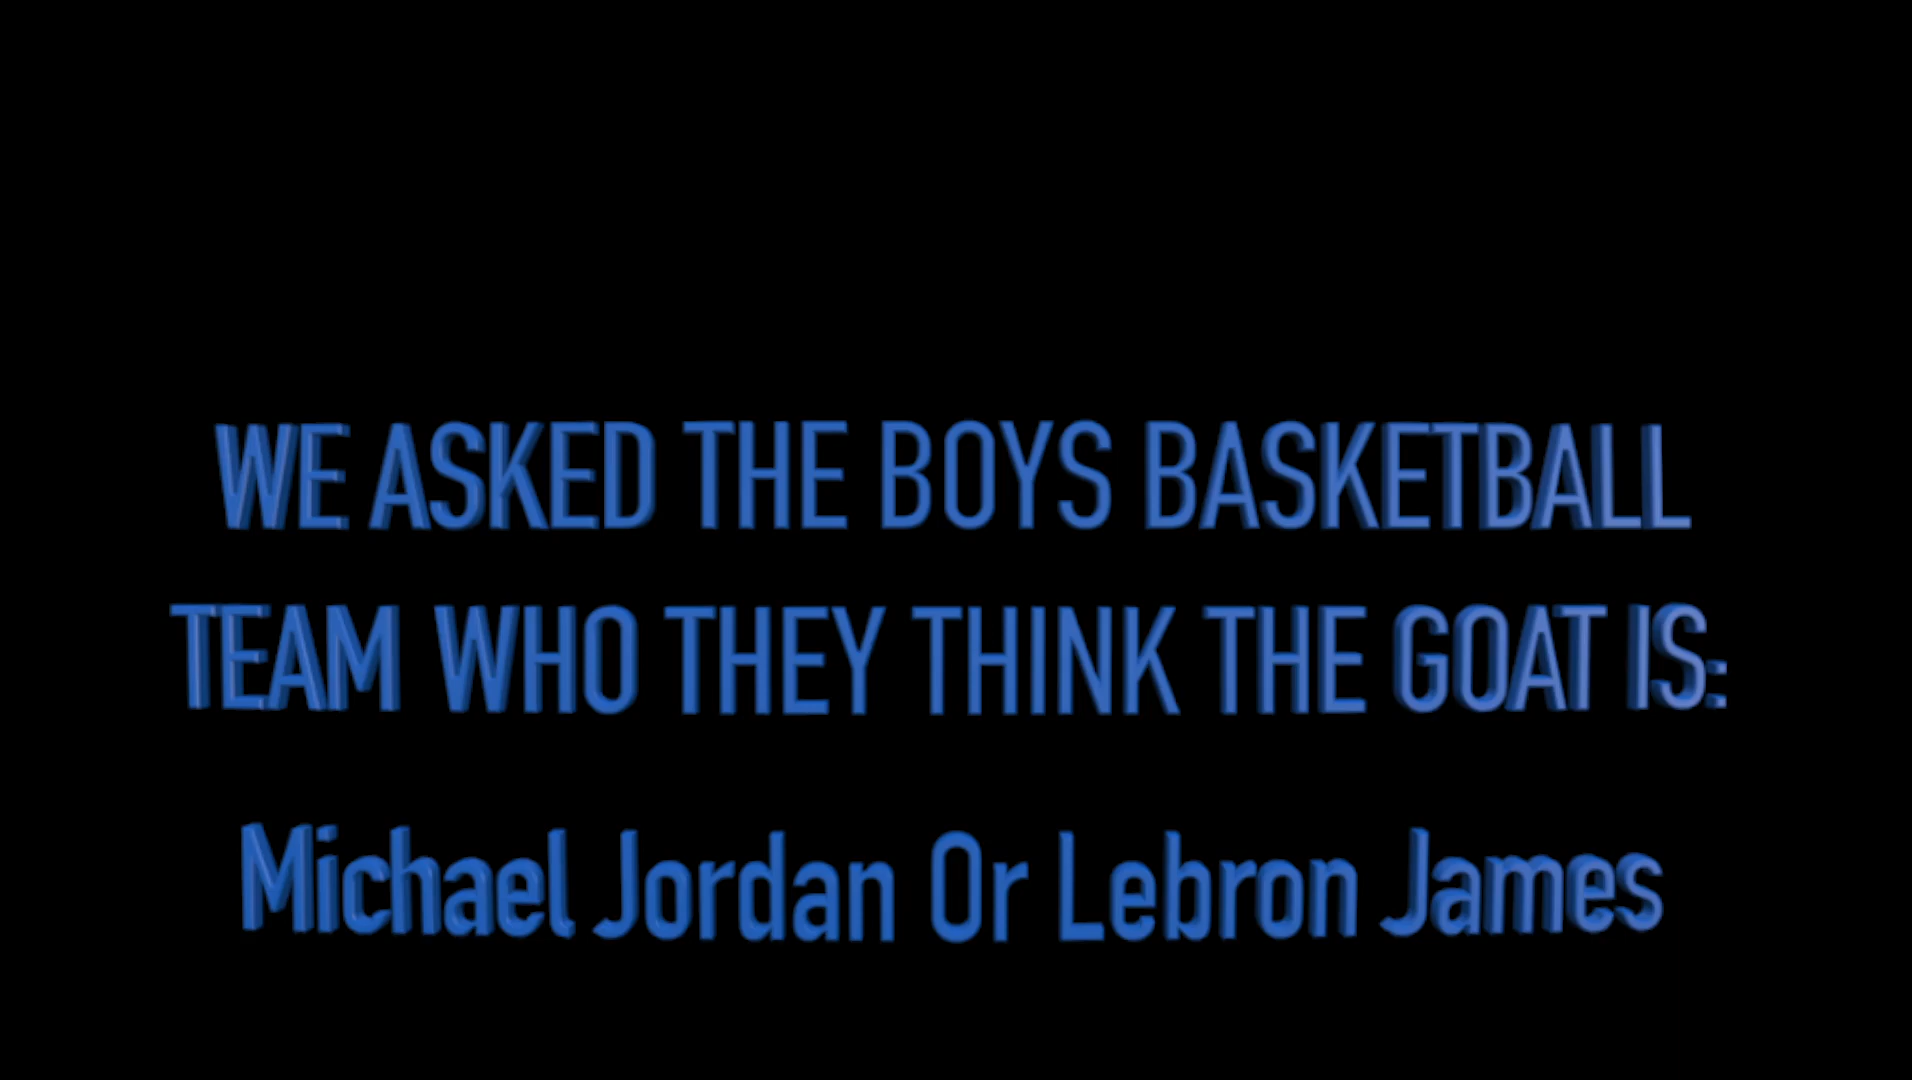 WE ASKED THE BOYS BASKETBALL
TEAM WHO THEY THINK THE GOAT IS:
Michael Jordan Or Lebron James